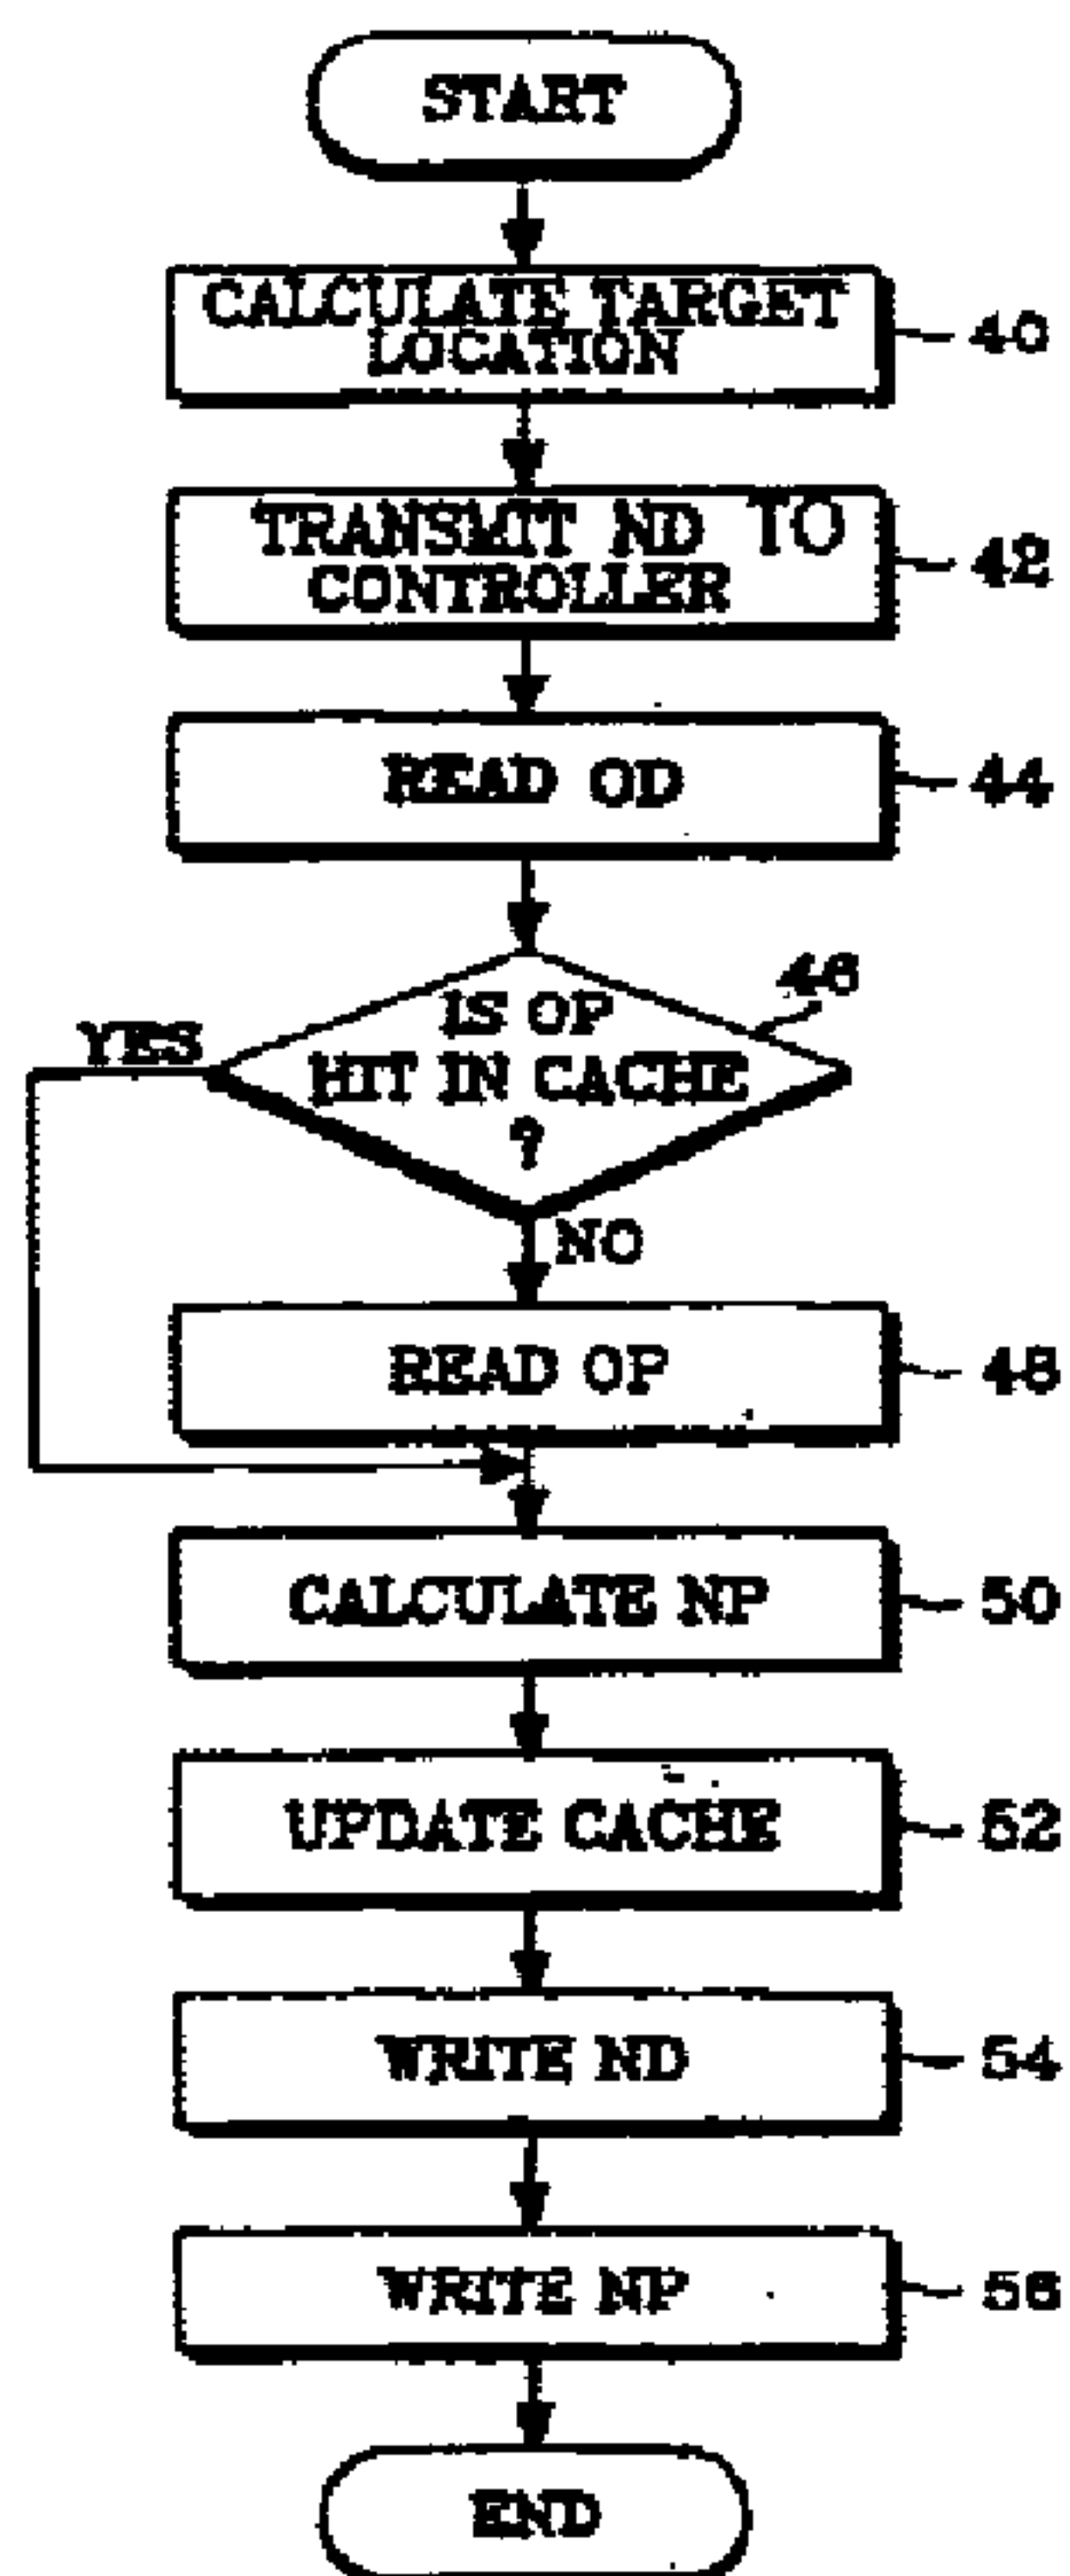 START
CALCULATE TARGET
LOCATION
40
TRANSMIT ND TO
CONTROLLER
42
READ OD
44
46
IS OP
YES
HIT IN CACHE
?
NO
READ OP
48
CALCULATE NP
50
UPDATE CACHE
52
WRITE ND
54
WRITE NP
56
END